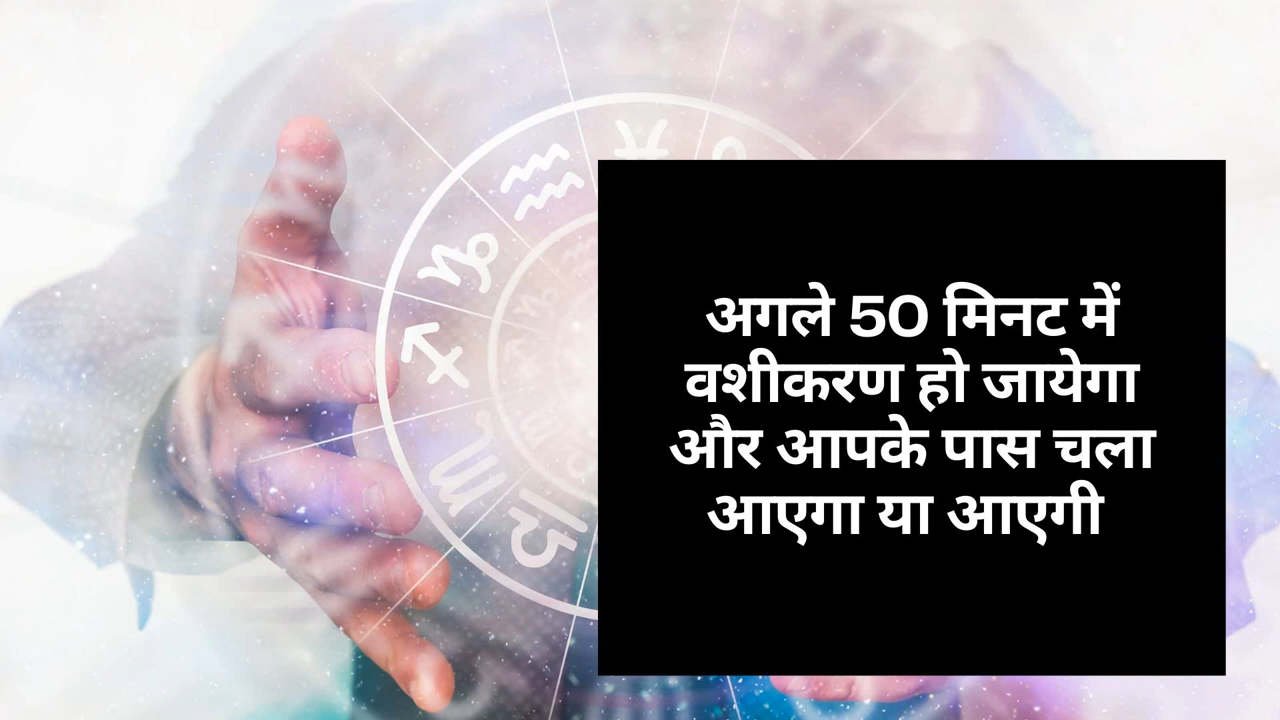 अगले 50 मिनट में
वशीकरण हो जायेगा
और आपके पास चला
आएगा या आएगी